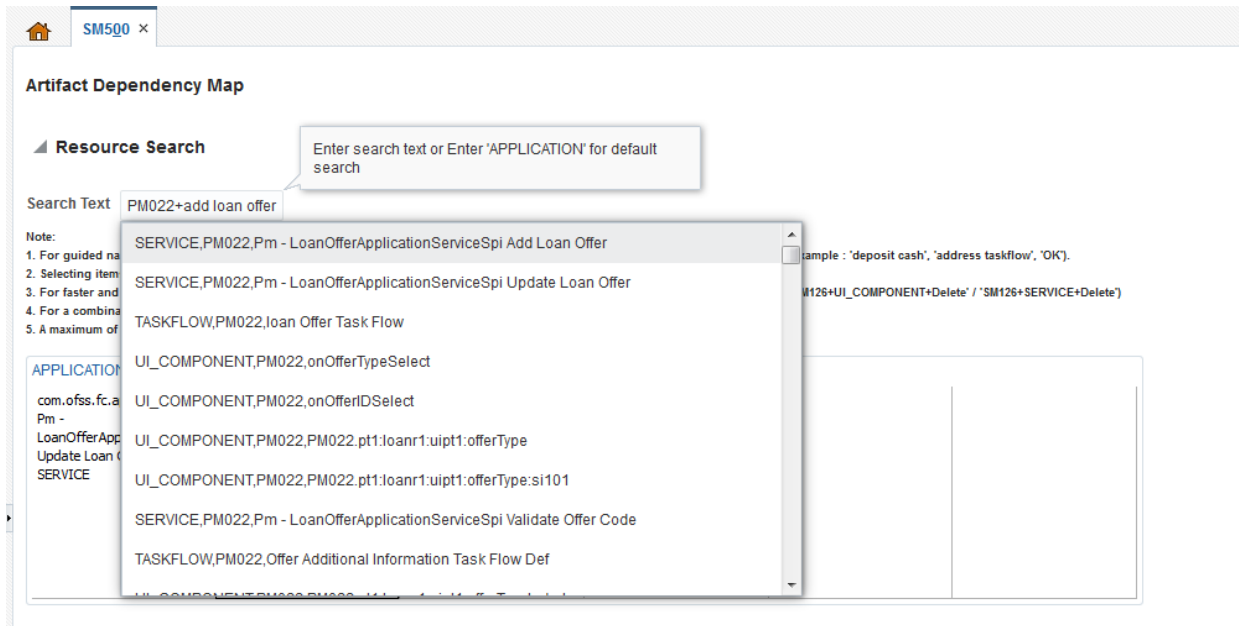 SM500 ×
Artifact Dependency Map
Resource Search
Enter search text or Enter 'APPLICATION' for default
search
Search Text PM022+add loan offer
Note:
1. For guided na
2. Selecting item
3. For faster and
4. For a combina
5. A maximum of
SERVICE,PM022,Pm - LoanOfferApplicationServiceSpi Add Loan Offer
SERVICE,PM022,Pm - LoanOfferApplicationServiceSpi Update Loan Offer
TASKFLOW,PM022,loan Offer Task Flow
UI_COMPONENT,PM022,onOfferTypeSelect
UI_COMPONENT,PM022,onOfferIDSelect
UI_COMPONENT,PM022,PM022.pt1:loanr1:uipt1:offerType
UI_COMPONENT,PM022,PM022.pt1:loanr1:uipt1:offerType:si101
SERVICE,PM022,Pm - LoanOfferApplicationServiceSpi Validate Offer Code
TASKFLOW,PM022,Offer Additional Information Task Flow Def
ample : 'deposit cash', 'address taskflow', 'OK').
M126+UI_COMPONENT+Delete' / 'SM126+SERVICE+Delete')
APPLICATION
com.ofss.fc.a
Pm -
LoanOfferApp
Update Loan
SERVICE